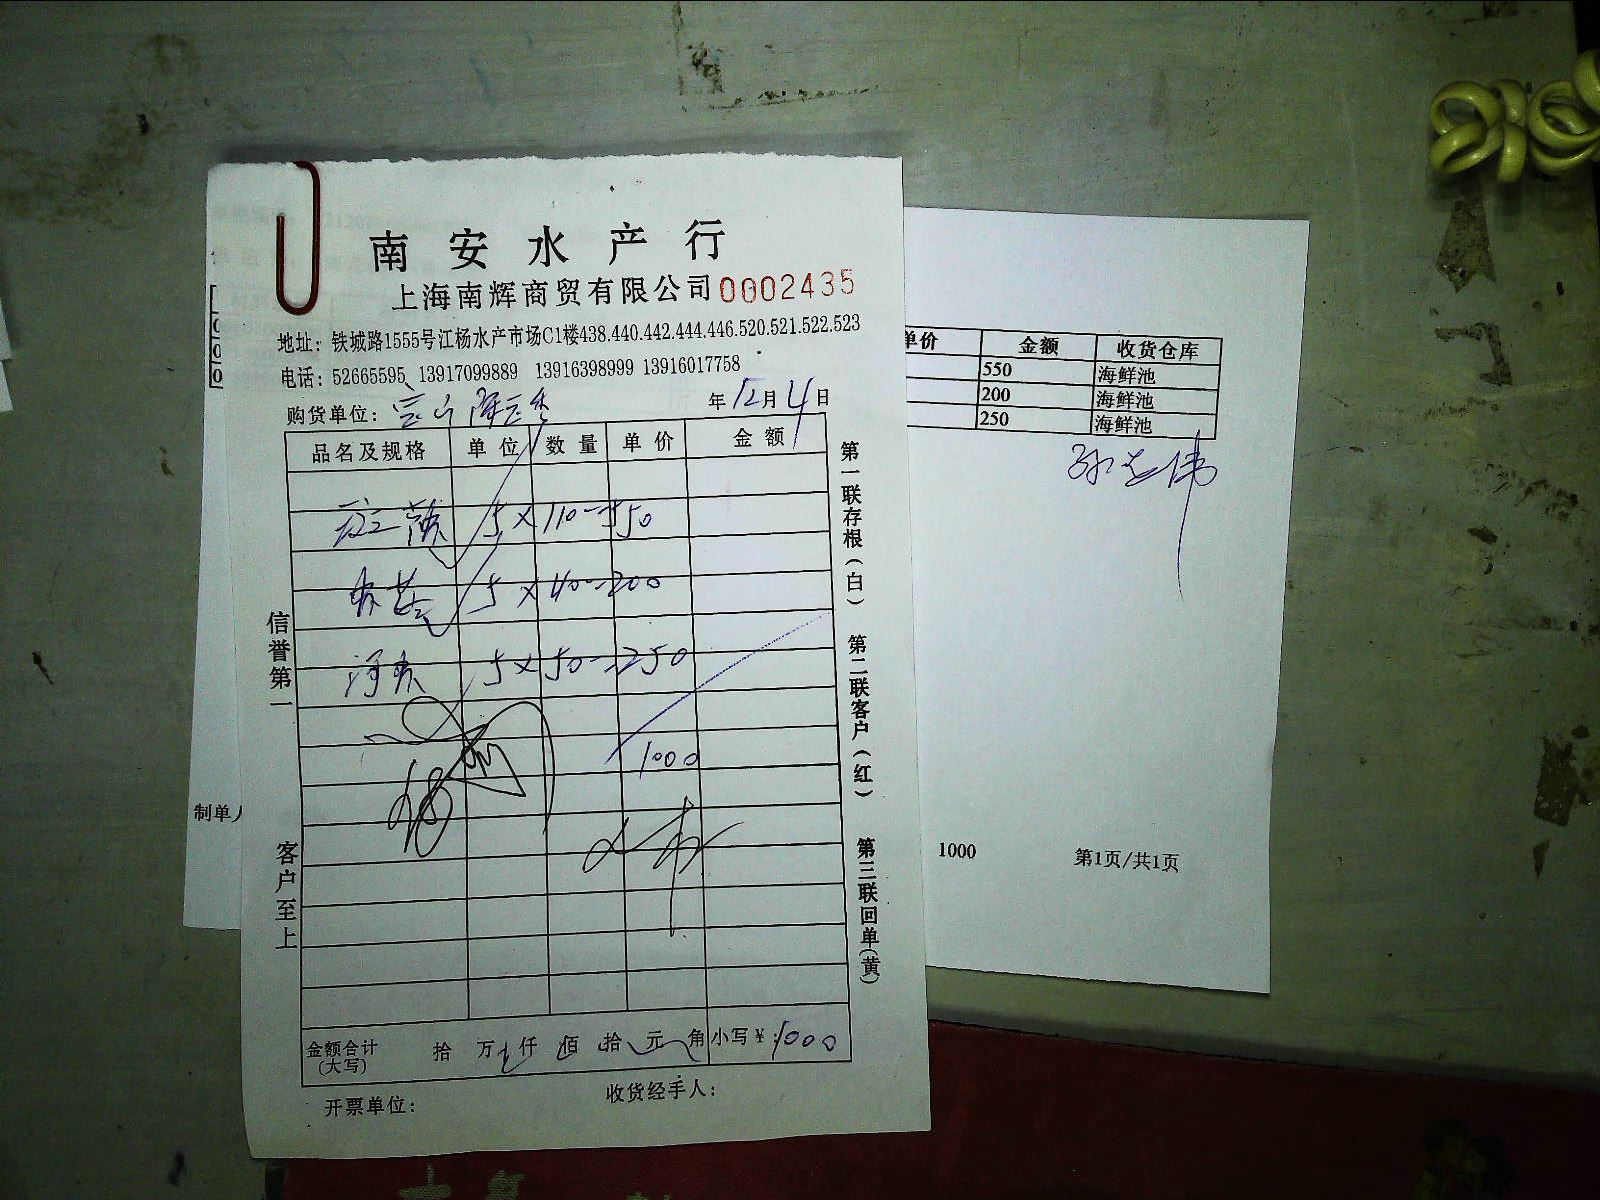 南安水产行
上海南辉商贸有限公司 0002435
地址：铁城路1555号江杨水产市场C1楼438.440.442.444.446.520.521.522.523
电话：52665595、13917099889 13916398999 13916017758
购货单位： 年12月4日
品名及规格 单位 数量 单价 金额
5×110=550
5×40=200
5×50=250
1000
金额合计(大写) 拾 万 仟 佰 拾 元 角 小写￥：1000
开票单位： 收货经手人：
信誉第一
客户至上
第一联存根(白)
第二联客户(红)
第三联回单(黄)
单价 金额 收货仓库
550 海鲜池
200 海鲜池
250 海鲜池
制单人
1000 第1页/共1页